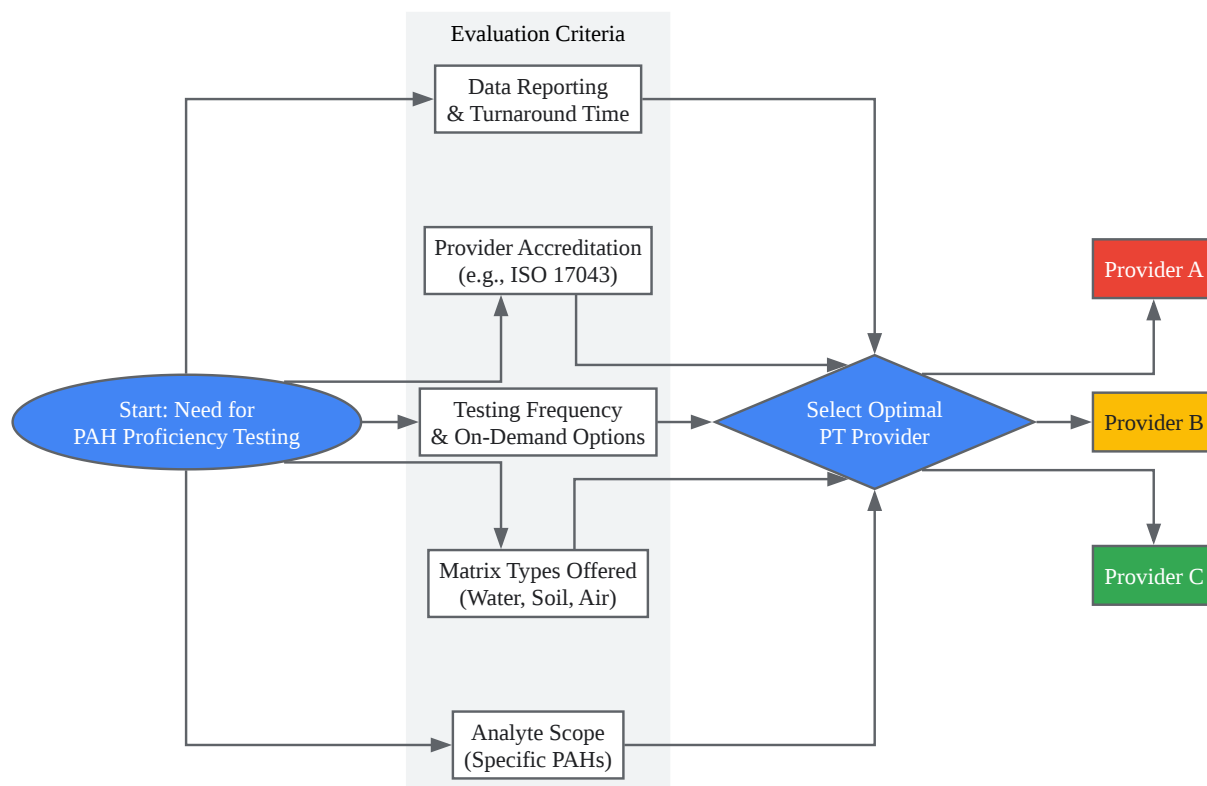 Evaluation Criteria
Data Reporting
& Turnaround Time
Provider Accreditation
(e.g., ISO 17043)
Start: Need for
PAH Proficiency Testing
Testing Frequency
& On-Demand Options
Matrix Types Offered
(Water, Soil, Air)
Analyte Scope
(Specific PAHs)
Select Optimal
PT Provider
Provider A
Provider B
Provider C